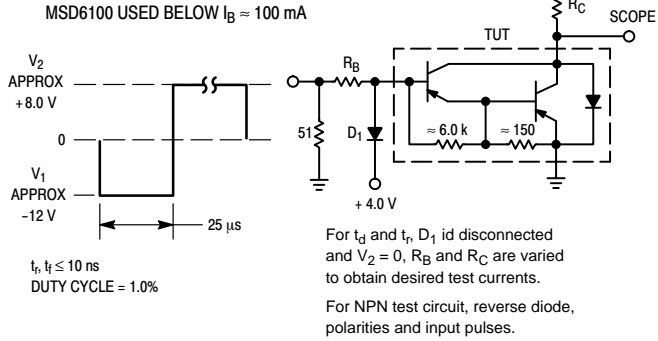 MSD6100 USED BELOW I_B ≈ 100 mA
R_C
SCOPE
TUT
V_2
APPROX
+8.0 V
0
V_1
APPROX
−12 V
25 μs
t_r, t_f ≤ 10 ns
DUTY CYCLE = 1.0%
R_B
51
D_1
+ 4.0 V
≈ 6.0 k
≈ 150
For t_d and t_r, D_1 id disconnected
and V_2 = 0, R_B and R_C are varied
to obtain desired test currents.
For NPN test circuit, reverse diode,
polarities and input pulses.